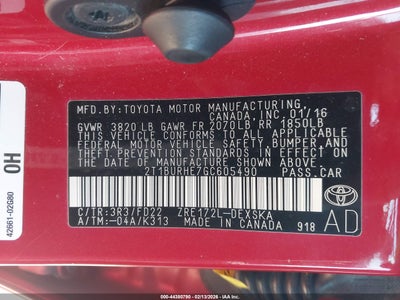 MFD.BY:TOYOTA MOTOR MANUFACTURING,
CANADA, INC. 01/16
GVWR 3820 LB GAWR FR 2070LB RR 1850LB
THIS VEHICLE CONFORMS TO ALL APPLICABLE
FEDERAL MOTOR VEHICLE SAFETY, BUMPER, AND
THEFT PREVENTION STANDARDS IN EFFECT ON
THE DATE OF MANUFACTURE SHOWN ABOVE.
2T1BURHE7GC605490 PASS.CAR
C/TR:3R3/FD22 ZRE172L-DEXSKA
A/TM:-04A/K313 MADE IN CANADA 918
AD
TOYOTA
42661-02G80
HO
000-44380790 - 02/13/2026 - IAAI.CA